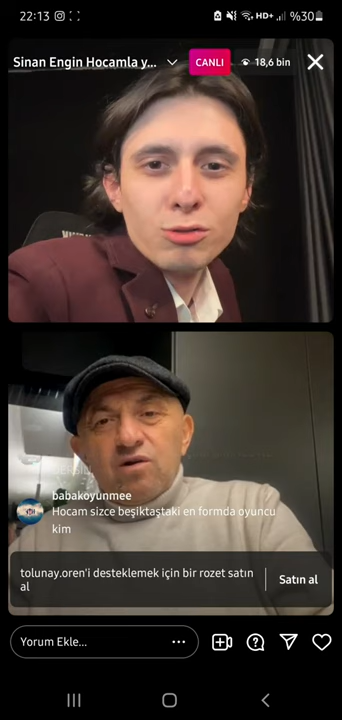 22:13
HD+
%30
Sinan Engin Hocamla y...
CANLI
18,6 bin
babakoyunmee
Hocam sizce beşiktaştaki en formda oyuncu
kim
tolunay.oren'i desteklemek için bir rozet satın
al
Satın al
Yorum Ekle...